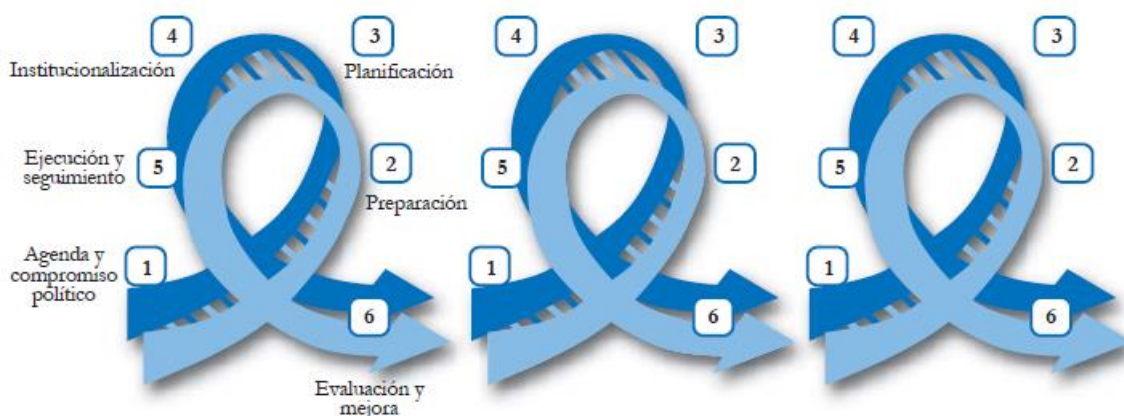 4
3
Institucionalización
Planificación
Ejecución y
seguimiento
5
2
Preparación
Agenda y
compromiso
político
1
6
Evaluación y
mejora
4
3
5
2
1
6
4
3
5
2
1
6